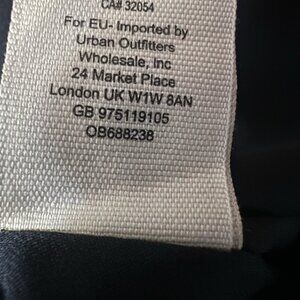 CA# 32054
For EU- Imported by
Urban Outfitters
Wholesale, Inc
24 Market Place
London UK W1W 8AN
GB 975119105
OB688238